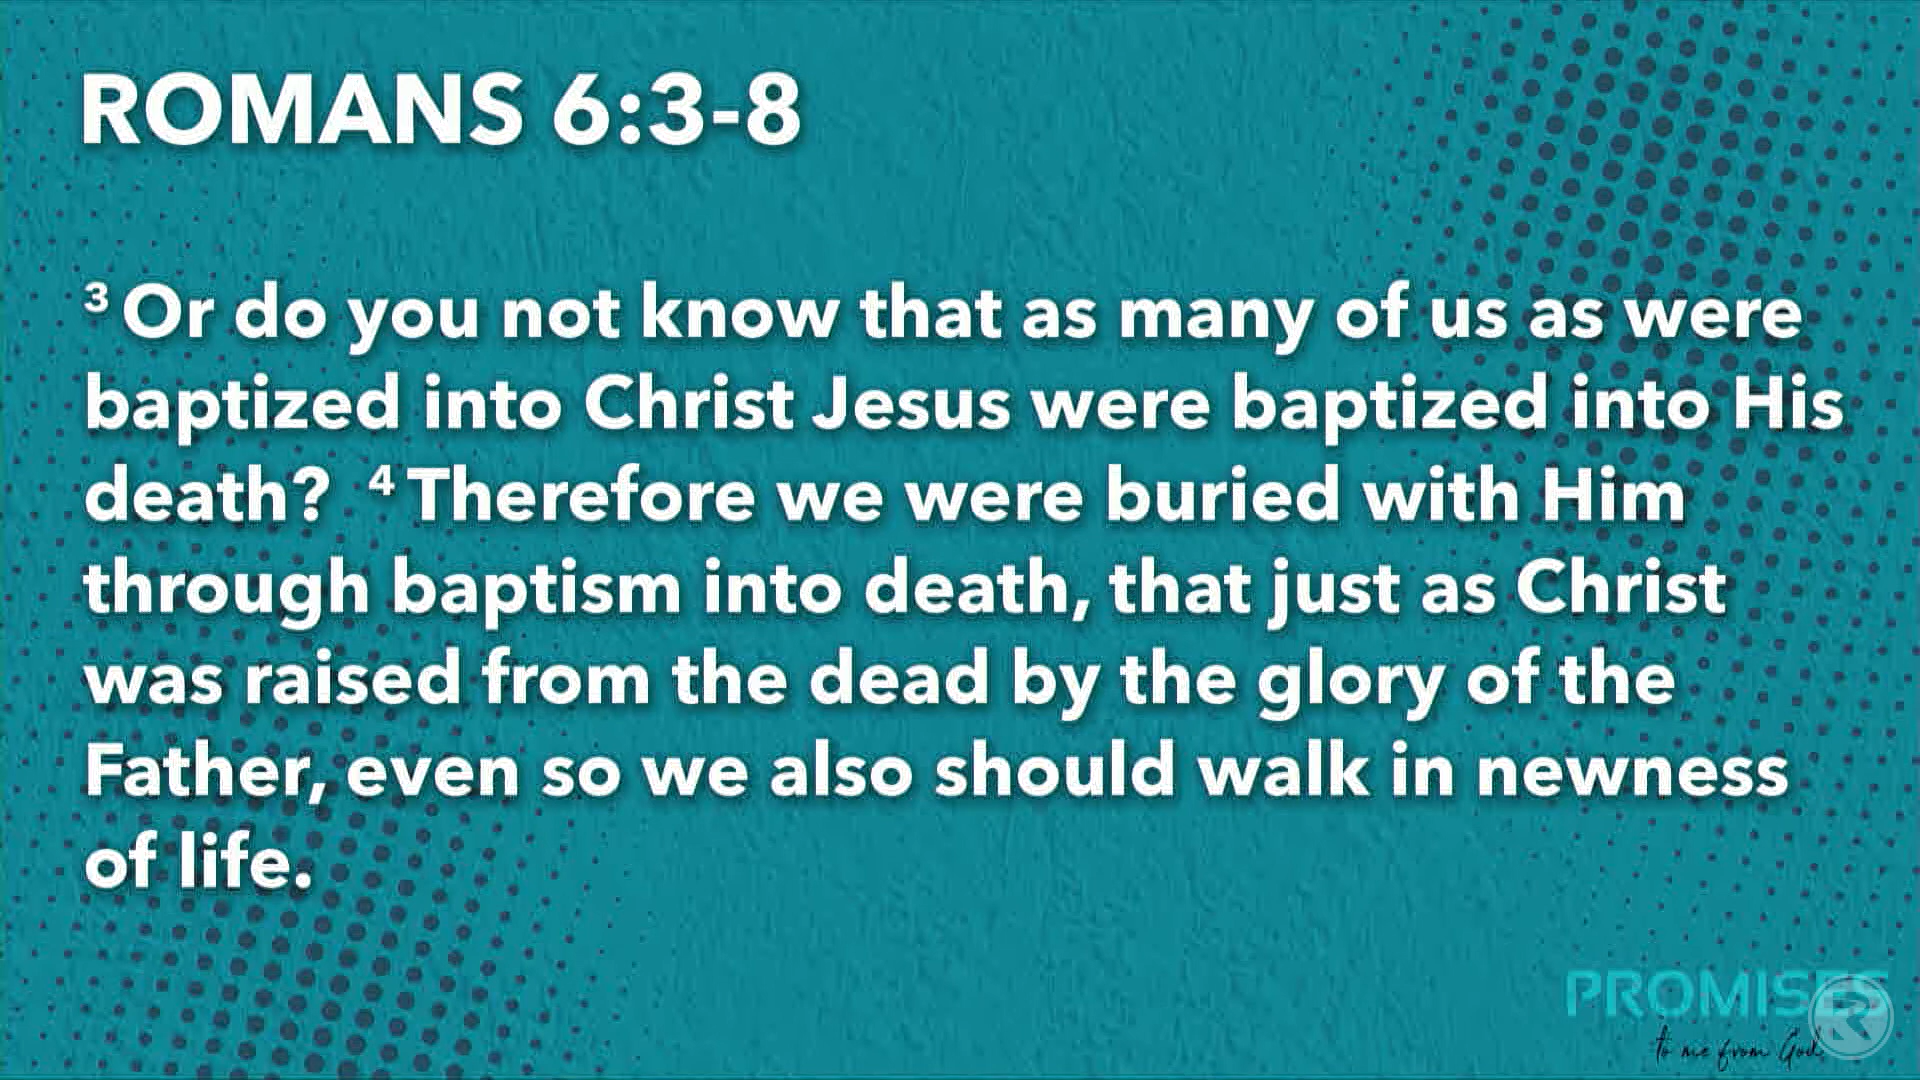 ROMANS 6:3-8
3 Or do you not know that as many of us as were
baptized into Christ Jesus were baptized into His
death? 4 Therefore we were buried with Him
through baptism into death, that just as Christ
was raised from the dead by the glory of the
Father, even so we also should walk in newness
of life.
PROMISES
to me from God
R